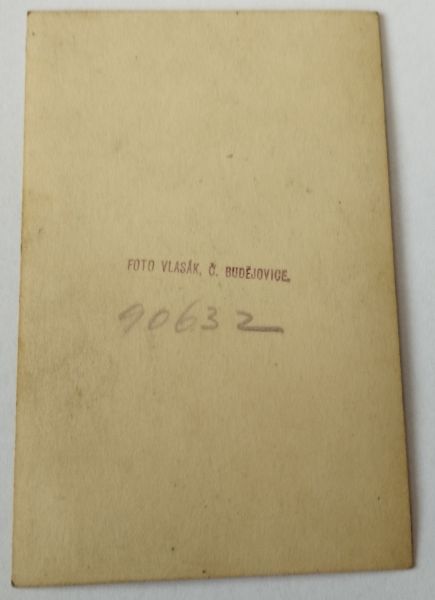 FOTO VLASÁK, Č. BUDĚJOVICE.
90632